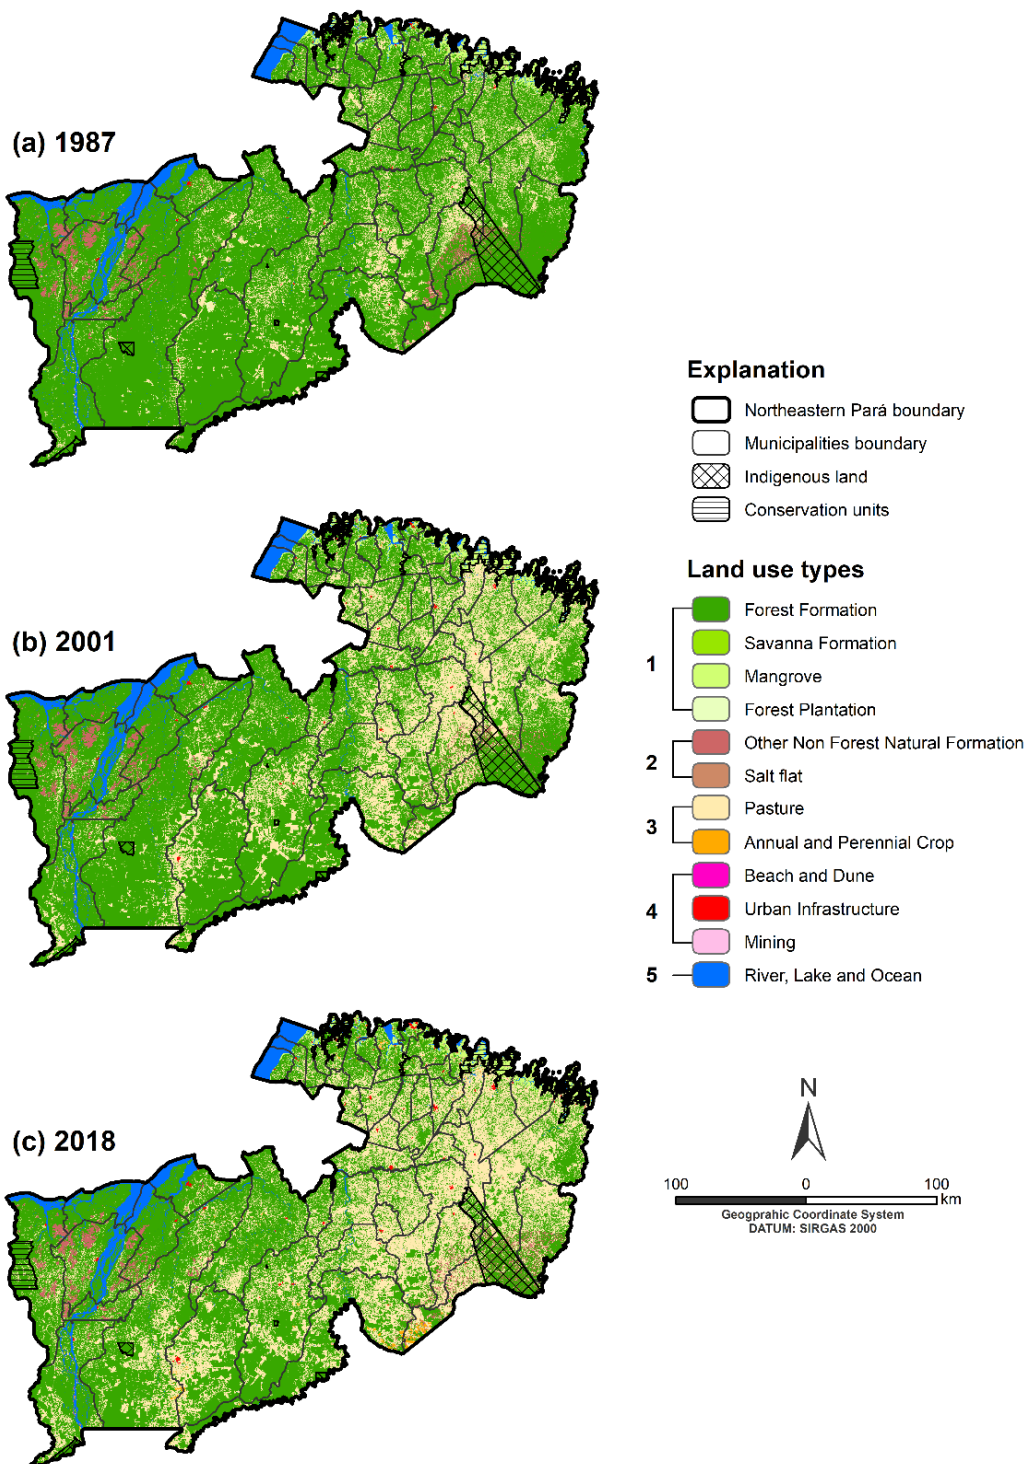 (a) 1987
Explanation
Northeastern Pará boundary
Municipalities boundary
Indigenous land
Conservation units
(b) 2001
Land use types
1
Forest Formation
Savanna Formation
Mangrove
Forest Plantation
2
Other Non Forest Natural Formation
Salt flat
3
Pasture
Annual and Perennial Crop
4
Beach and Dune
Urban Infrastructure
Mining
5
River, Lake and Ocean
(c) 2018
N
100 0 100
km
Geogprahic Coordinate System
DATUM: SIRGAS 2000